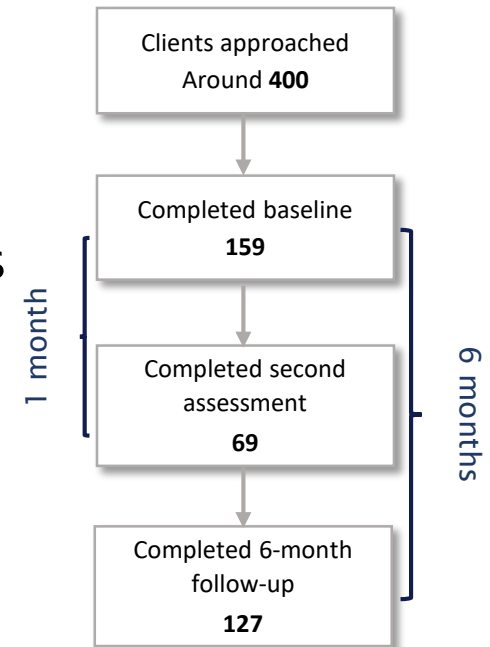 Clients approached
Around 400
Completed baseline
159
s
1 month
Completed second
assessment
69
6 months
Completed 6-month
follow-up
127